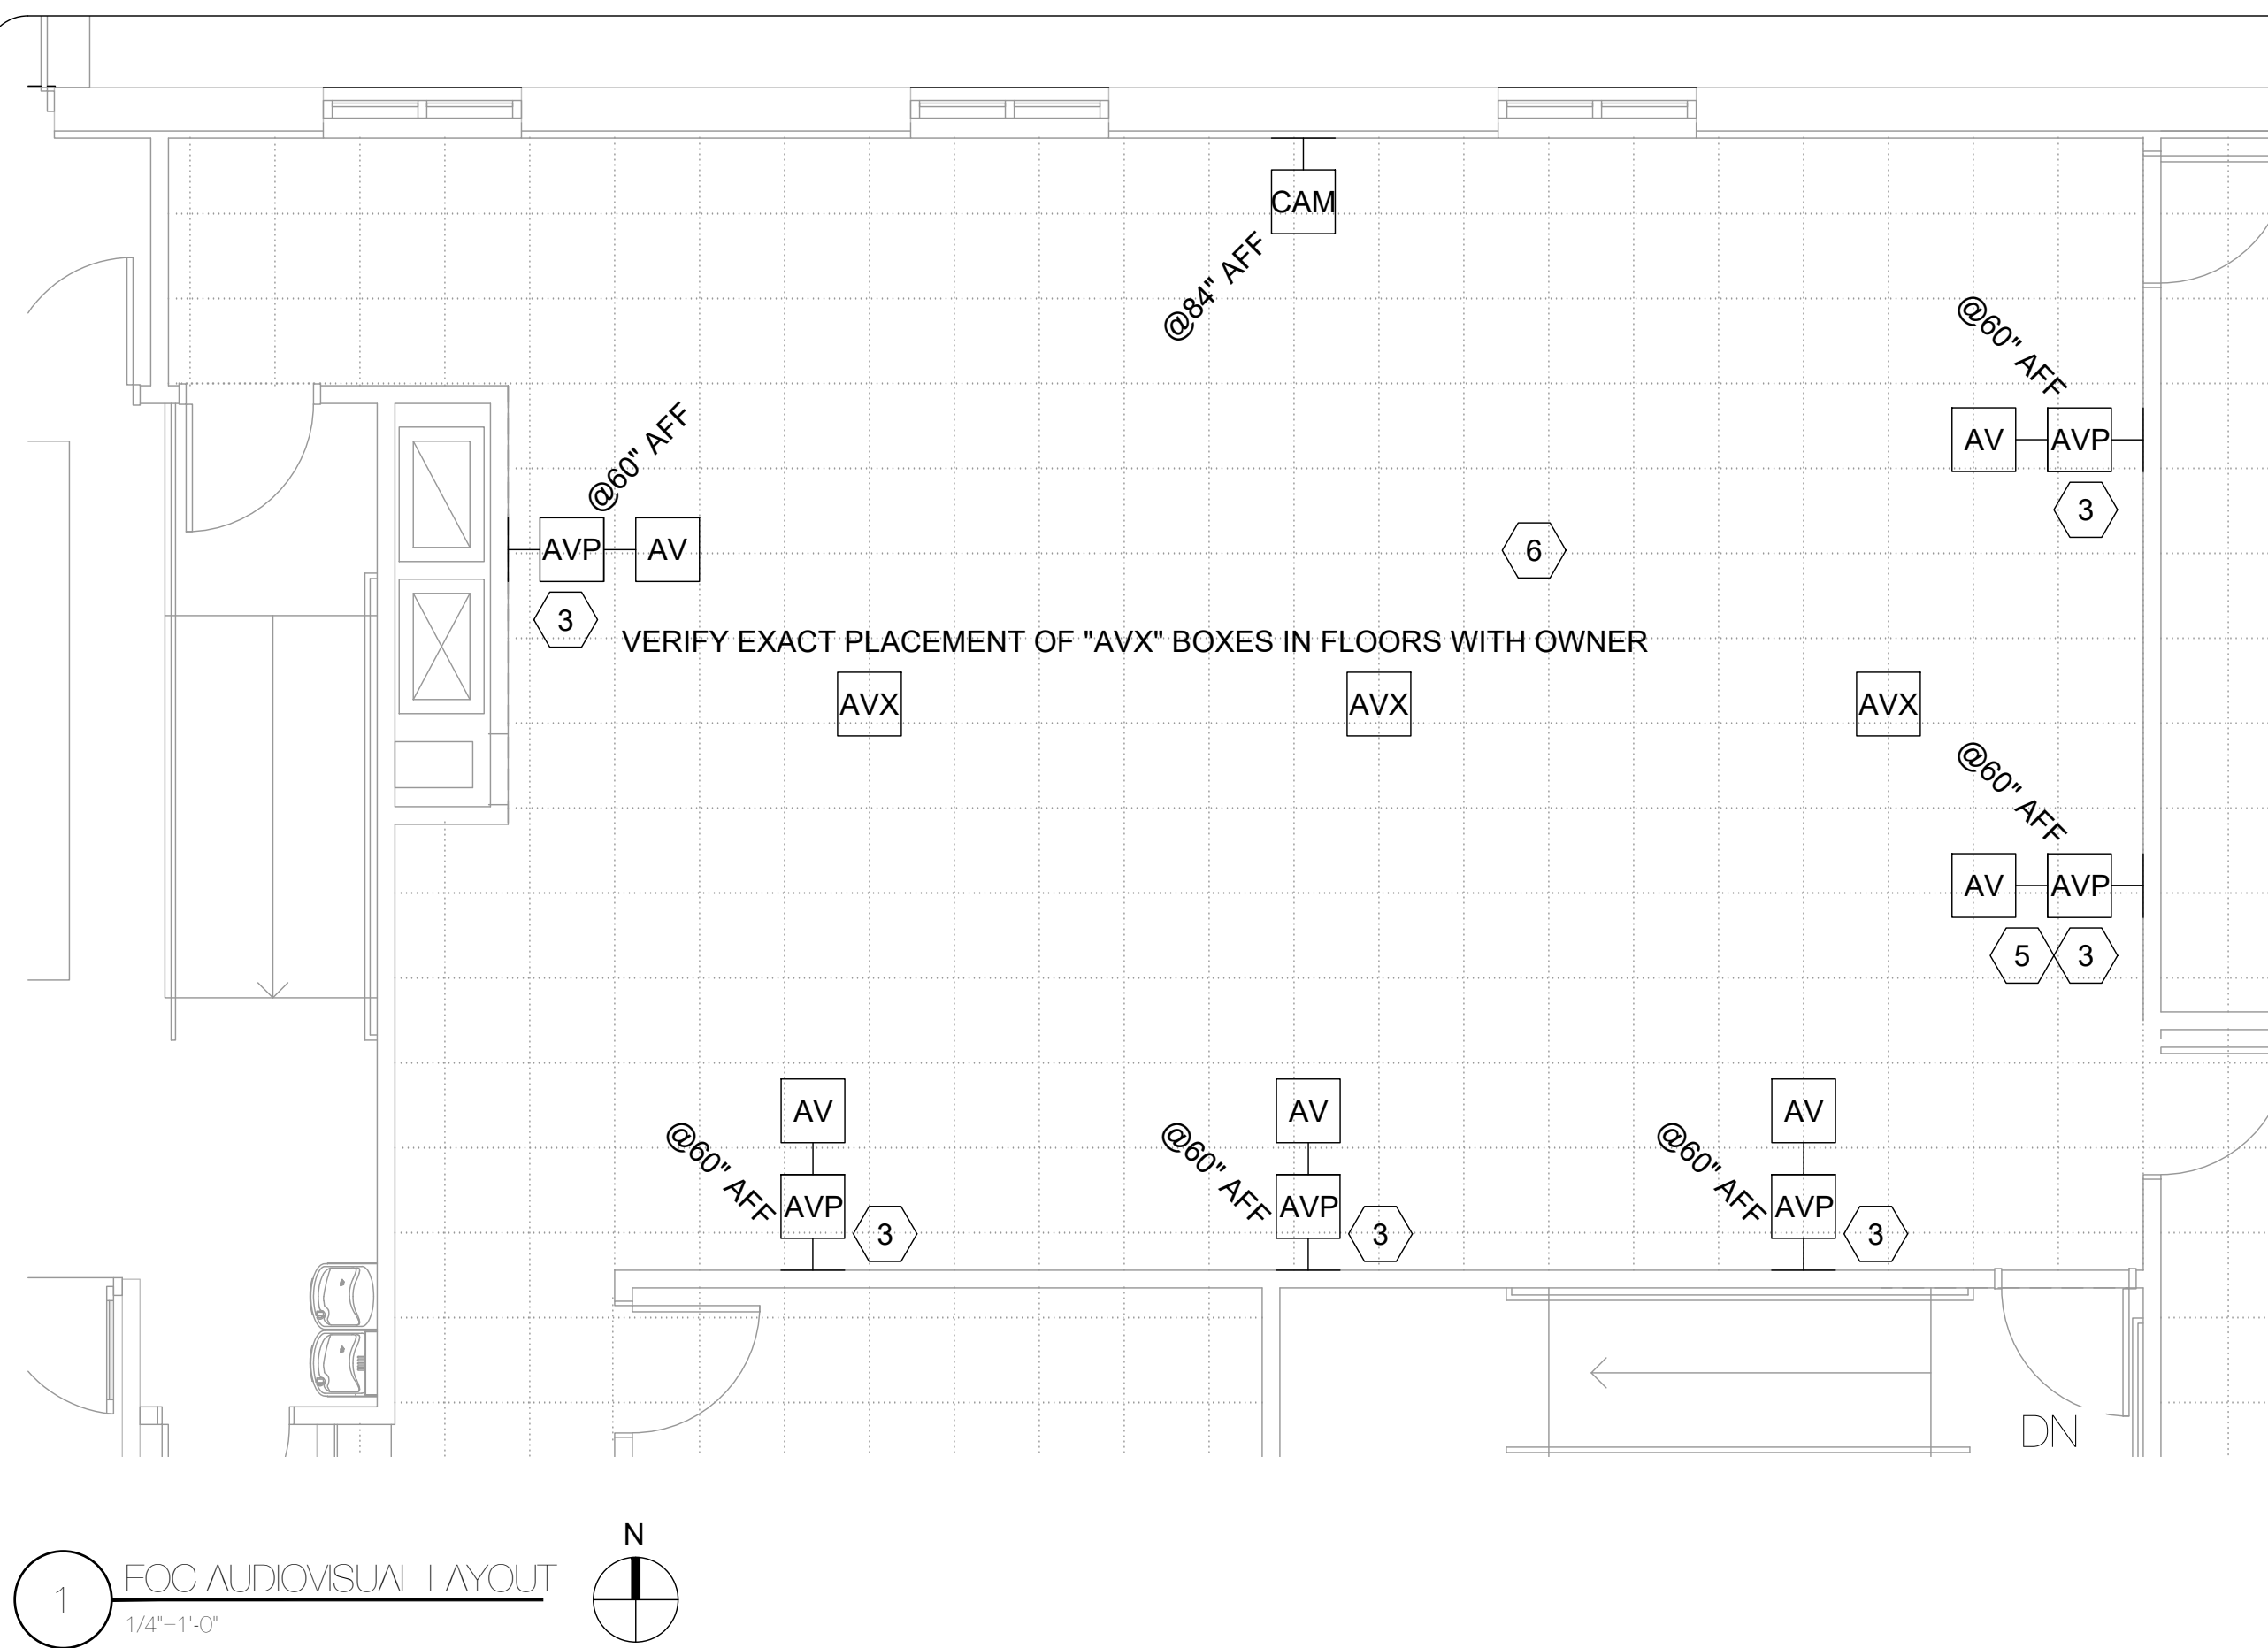 CAM
@84" AFF
@60" AFF
AV AVP
3
@60" AFF
AVP AV
3
6
VERIFY EXACT PLACEMENT OF "AVX" BOXES IN FLOORS WITH OWNER
AVX
AVX
AVX
@60" AFF
AV AVP
5 3
AV
@60" AFF
AVP
3
AV
@60" AFF
AVP
3
AV
@60" AFF
AVP
3
DN
N
1
EOC AUDIOVISUAL LAYOUT
1/4"=1'-0"